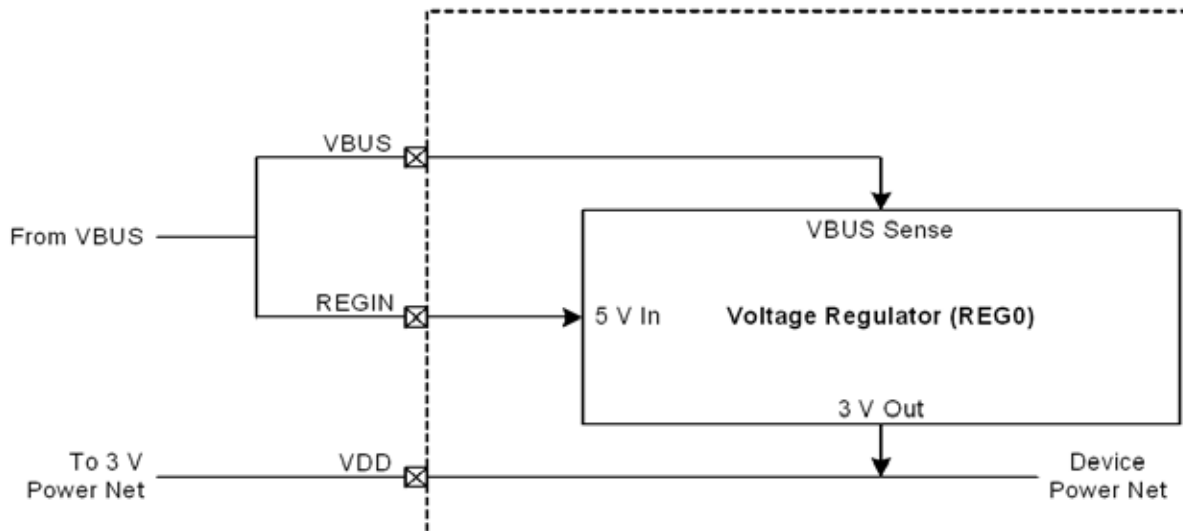 VBUS
From VBUS
VBUS Sense
REGIN
5 V In
Voltage Regulator (REG0)
3 V Out
To 3 V
Power Net
VDD
Device
Power Net